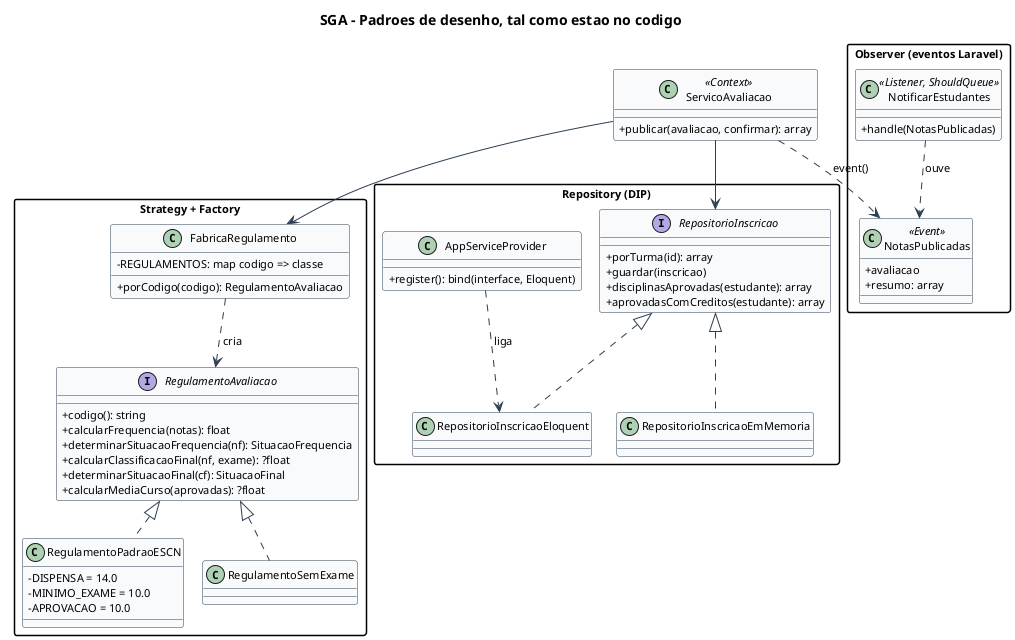 SGA - Padroes de desenho, tal como estao no codigo
Observer (eventos Laravel)
C
«Listener, ShouldQueue»
NotificarEstudantes
+handle(NotasPublicadas)
ouve
C
«Event»
NotasPublicadas
+avaliacao
+resumo: array
C
«Context»
ServicoAvaliacao
+publicar(avaliacao, confirmar): array
event()
Strategy + Factory
C FabricaRegulamento
-REGULAMENTOS: map codigo => classe
+porCodigo(codigo): RegulamentoAvaliacao
cria
I RegulamentoAvaliacao
+codigo(): string
+calcularFrequencia(notas): float
+determinarSituacaoFrequencia(nf): SituacaoFrequencia
+calcularClassificacaoFinal(nf, exame): ?float
+determinarSituacaoFinal(cf): SituacaoFinal
+calcularMediaCurso(aprovadas): ?float
C RegulamentoPadraoESCN
-DISPENSA = 14.0
-MINIMO_EXAME = 10.0
-APROVACAO = 10.0
C RegulamentoSemExame
Repository (DIP)
C AppServiceProvider
+register(): bind(interface, Eloquent)
liga
I RepositorioInscricao
+porTurma(id): array
+guardar(inscricao)
+disciplinasAprovadas(estudante): array
+aprovadasComCreditos(estudante): array
C RepositorioInscricaoEloquent
C RepositorioInscricaoEmMemoria